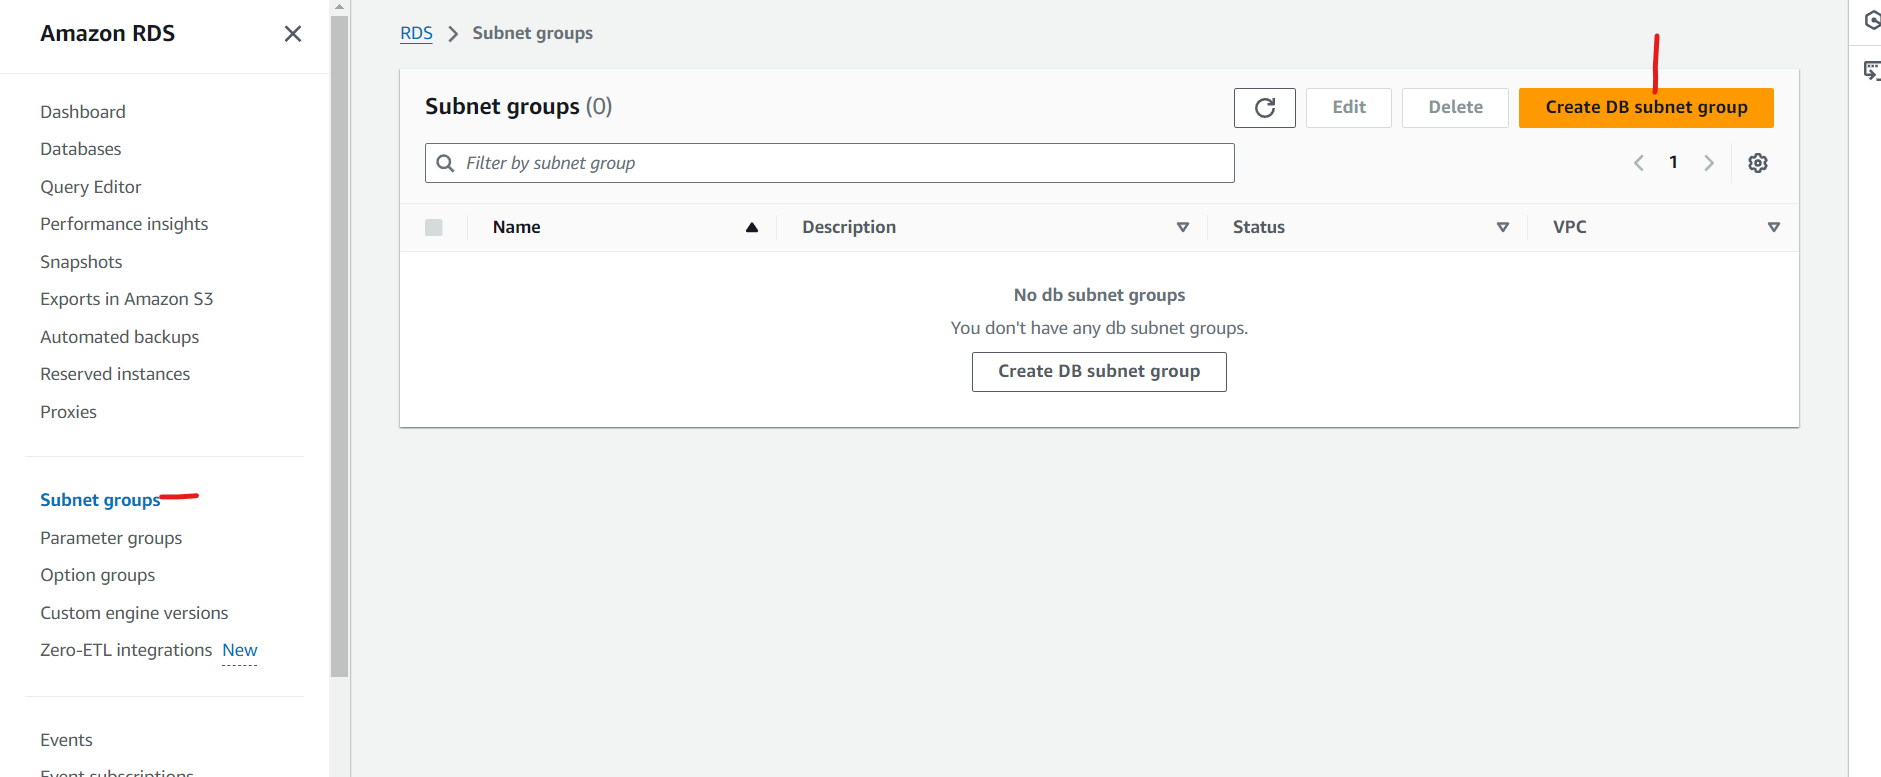 Amazon RDS
Dashboard
Databases
Query Editor
Performance insights
Snapshots
Exports in Amazon S3
Automated backups
Reserved instances
Proxies
Subnet groups
Parameter groups
Option groups
Custom engine versions
Zero-ETL integrations New
Events
Event subscriptions
RDS > Subnet groups
Subnet groups (0)
Edit
Delete
Create DB subnet group
Filter by subnet group
1
Name Description Status VPC
No db subnet groups
You don't have any db subnet groups.
Create DB subnet group